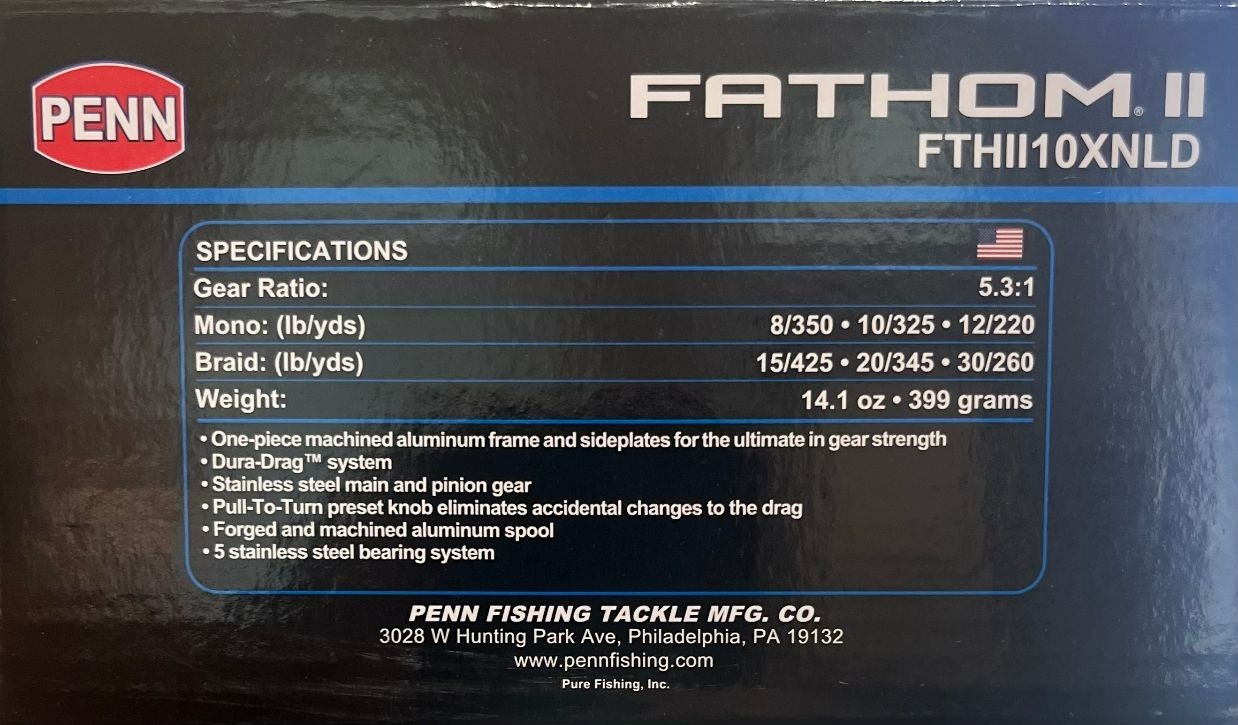 PENN
FATHOM® II
FTHII10XNLD
SPECIFICATIONS
Gear Ratio: 5.3:1
Mono: (lb/yds) 8/350 • 10/325 • 12/220
Braid: (lb/yds) 15/425 • 20/345 • 30/260
Weight: 14.1 oz • 399 grams
• One-piece machined aluminum frame and sideplates for the ultimate in gear strength
• Dura-Drag™ system
• Stainless steel main and pinion gear
• Pull-To-Turn preset knob eliminates accidental changes to the drag
• Forged and machined aluminum spool
• 5 stainless steel bearing system
PENN FISHING TACKLE MFG. CO.
3028 W Hunting Park Ave, Philadelphia, PA 19132
www.pennfishing.com
Pure Fishing, Inc.